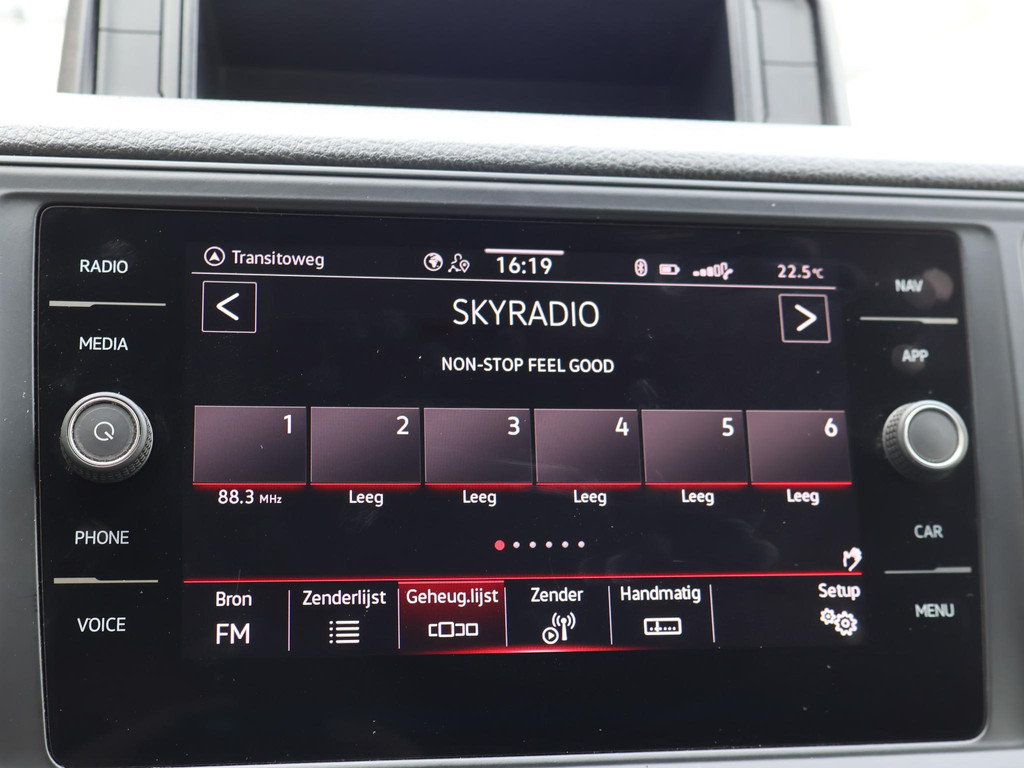 RADIO
MEDIA
PHONE
VOICE
Transitoweg
16:19
22.5°C
SKYRADIO
NON-STOP FEEL GOOD
1 2 3 4 5 6
88.3 MHz Leeg Leeg Leeg Leeg Leeg
Bron Zenderlijst Geheug.lijst Zender Handmatig Setup
FM
NAV
APP
CAR
MENU